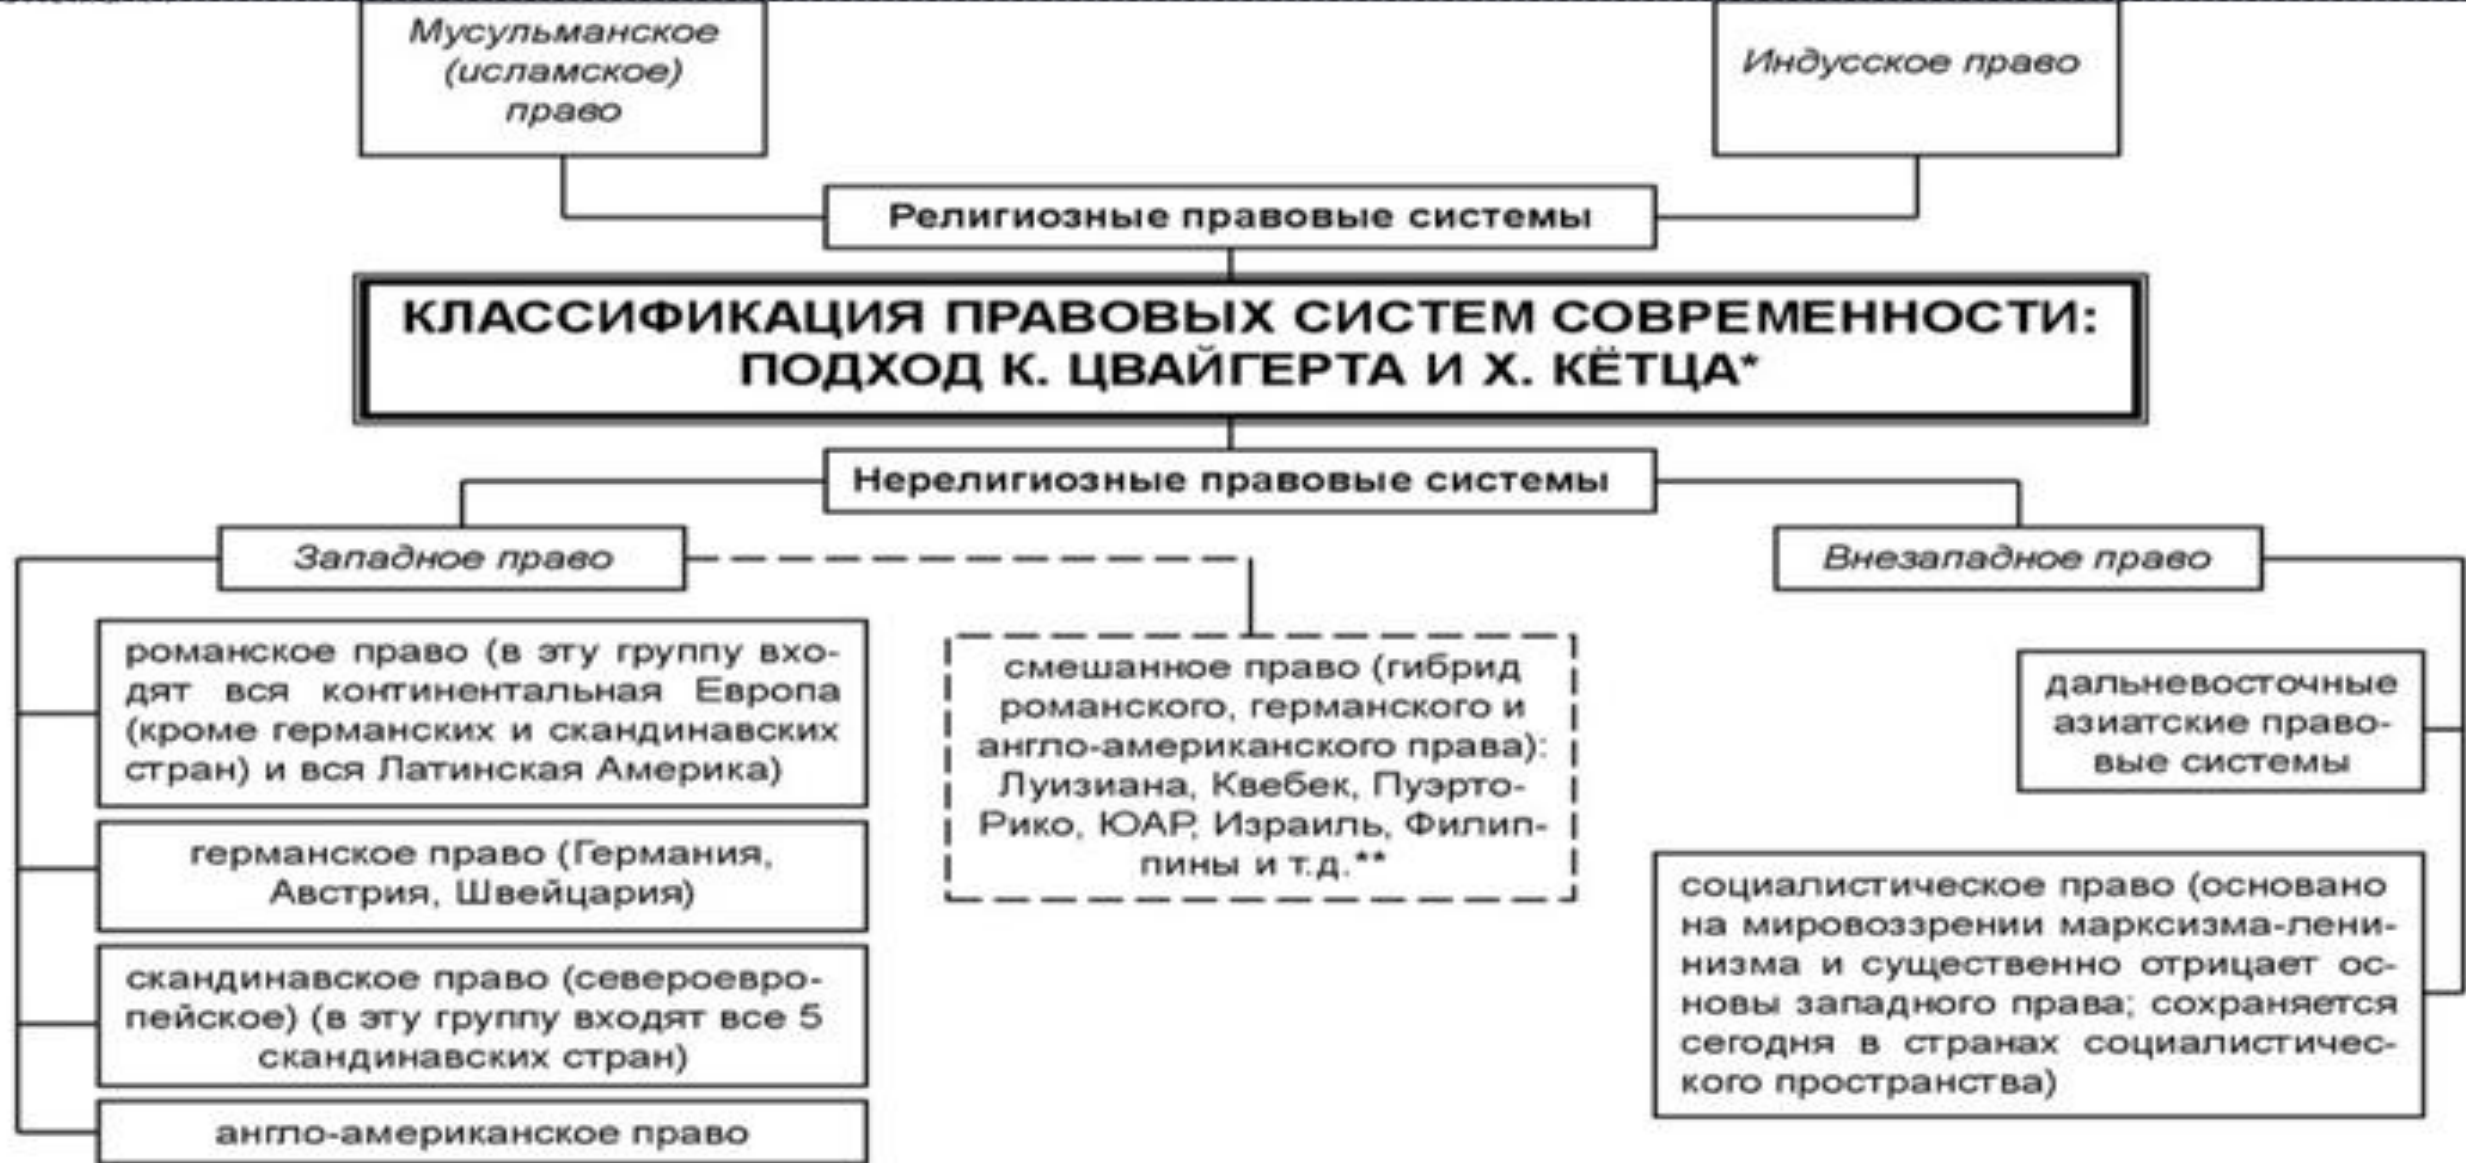 Мусульманское
(исламское)
право
Индусское право
Религиозные правовые системы
КЛАССИФИКАЦИЯ ПРАВОВЫХ СИСТЕМ СОВРЕМЕННОСТИ:
ПОДХОД К. ЦВАЙГЕРТА И Х. КЁТЦА*
Нерелигиозные правовые системы
Западное право
Внезападное право
романское право (в эту группу вхо-
дят вся континентальная Европа
(кроме германских и скандинавских
стран) и вся Латинская Америка)
германское право (Германия,
Австрия, Швейцария)
скандинавское право (североевро-
пейское) (в эту группу входят все 5
скандинавских стран)
англо-американское право
смешанное право (гибрид
романского, германского и
англо-американского права):
Луизиана, Квебек, Пуэрто-
Рико, ЮАР, Израиль, Филип-
пины и т.д.**
дальневосточные
азиатские право-
вые системы
социалистическое право (основано
на мировоззрении марксизма-лени-
низма и существенно отрицает ос-
новы западного права; сохраняется
сегодня в странах социалистичес-
кого пространства)